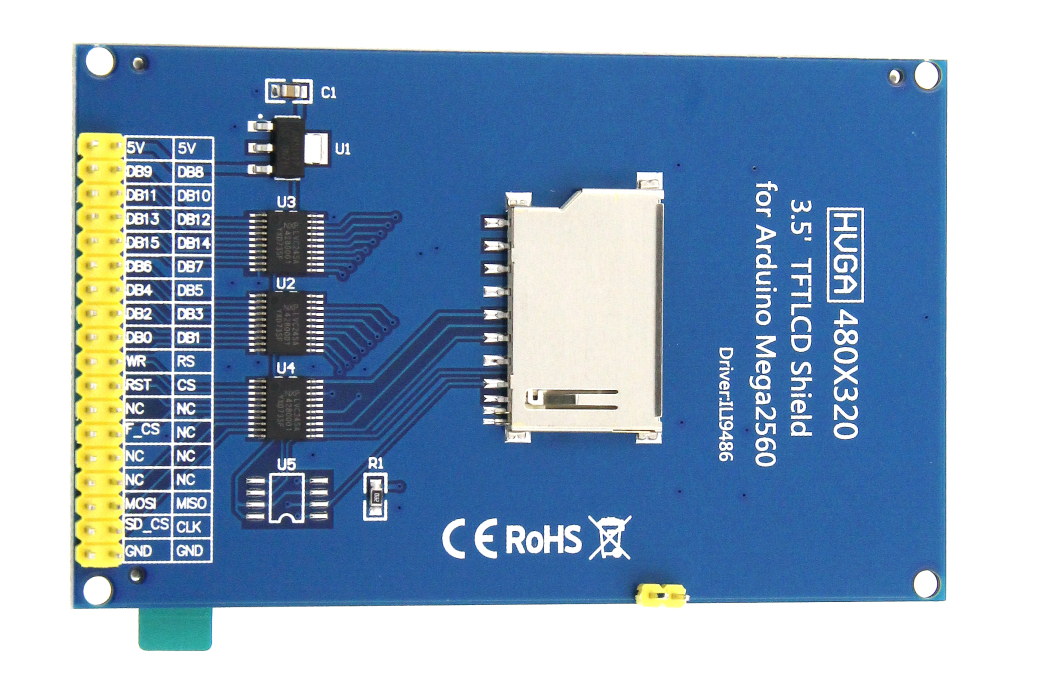 C1
U1
5V 5V
DB9 DB8
DB11 DB10
DB13 DB12
DB15 DB14
DB6 DB7
DB4 DB5
DB2 DB3
DB0 DB1
WR RS
RST CS
NC NC
F_CS NC
NC NC
NC NC
MOSI MISO
SD_CS CLK
GND GND
U3
U2
U4
U5
R1
HVGA 480X320
3.5' TFTLCD Shield
for Arduino Mega2560
Driver:ILI9486
CE RoHS